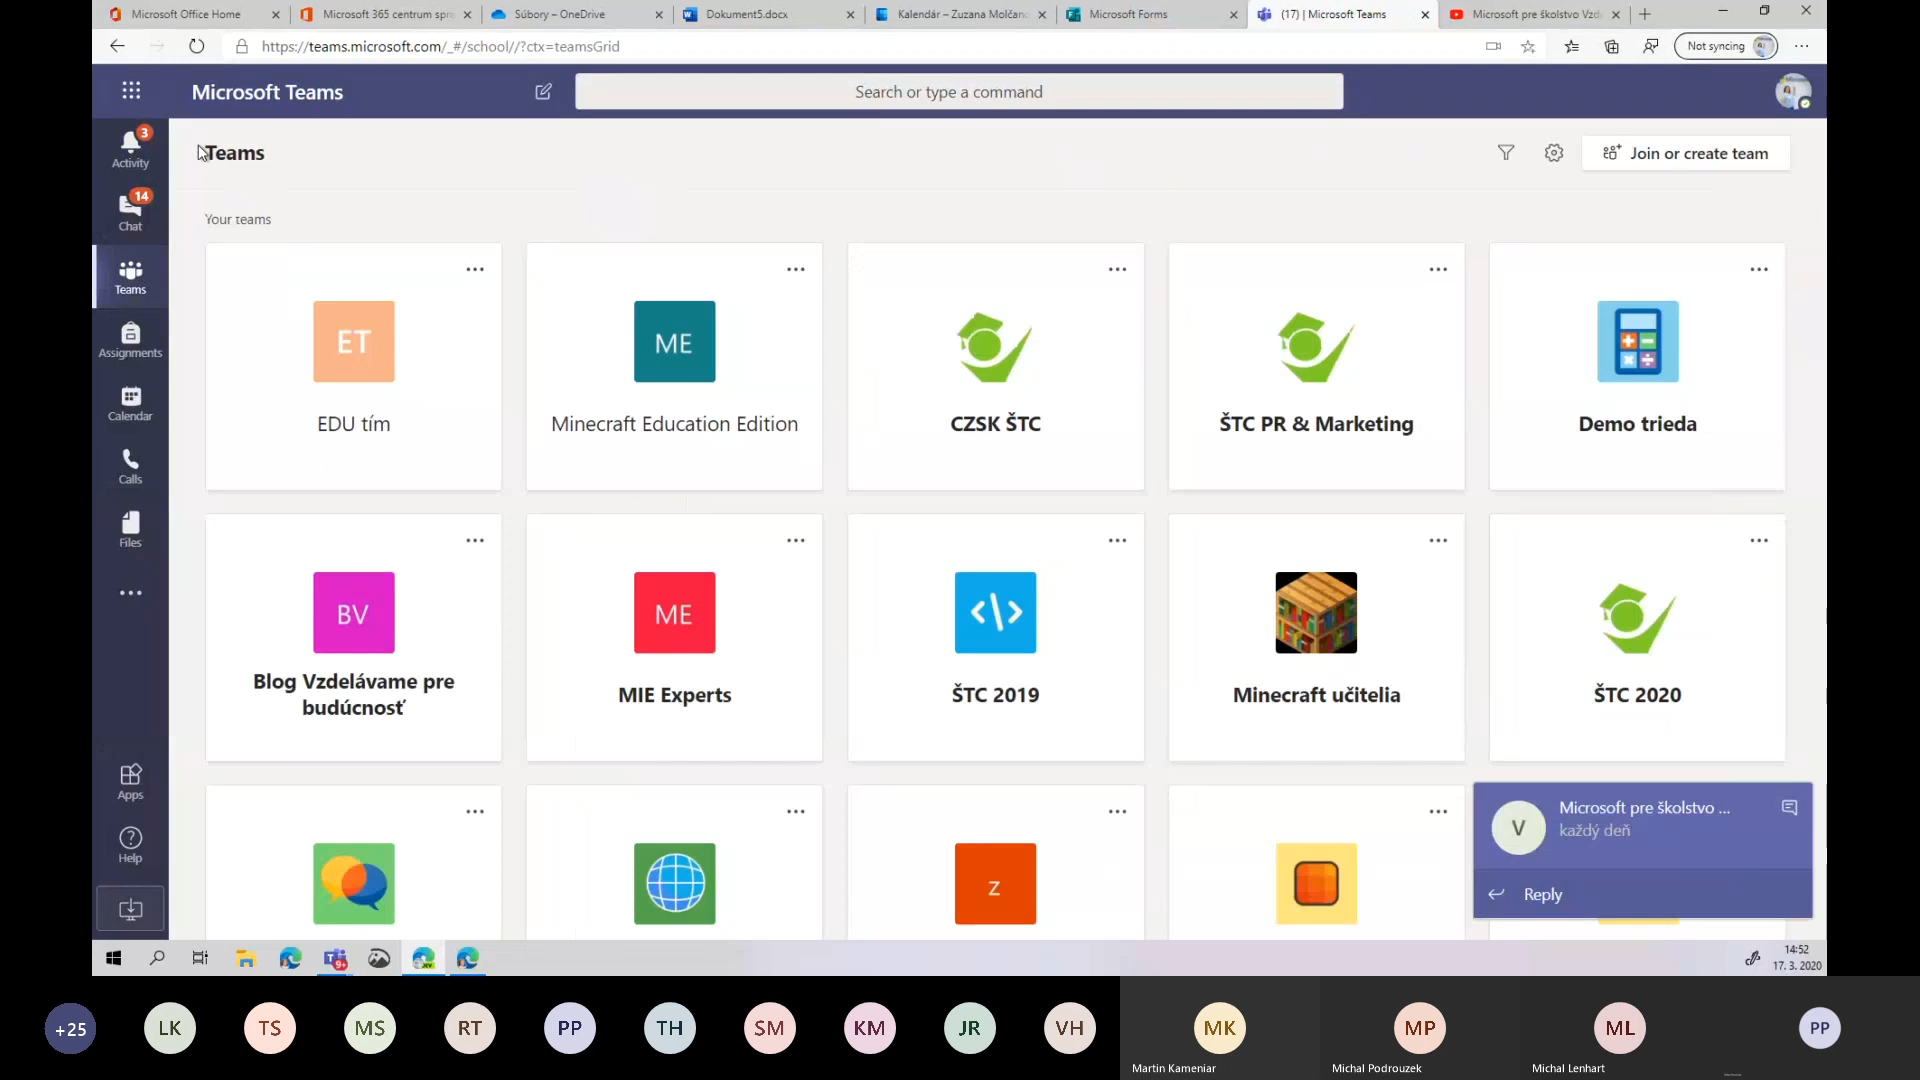 Microsoft Office Home
Microsoft 365 centrum spr
Súbory – OneDrive
Dokument5.docx
Kalendár – Zuzana Molčan
Microsoft Forms
(17) | Microsoft Teams
Microsoft pre školstvo Vzd
https://teams.microsoft.com/_#/school//?ctx=teamsGrid
Not syncing
Microsoft Teams
Search or type a command
3
Activity
14
Chat
Teams
Assignments
Calendar
Calls
Files
Apps
Help
Teams
Join or create team
Your teams
ET
ME
EDU tím
Minecraft Education Edition
CZSK ŠTC
ŠTC PR & Marketing
Demo trieda
BV
ME
Blog Vzdelávame pre
budúcnosť
MIE Experts
ŠTC 2019
Minecraft učitelia
ŠTC 2020
Z
V
Microsoft pre školstvo ...
každý deň
Reply
9+
14:52
17. 3. 2020
+25
LK
TS
MS
RT
PP
TH
SM
KM
JR
VH
MK
MP
ML
PP
Martin Kameniar
Michal Podrouzek
Michal Lenhart